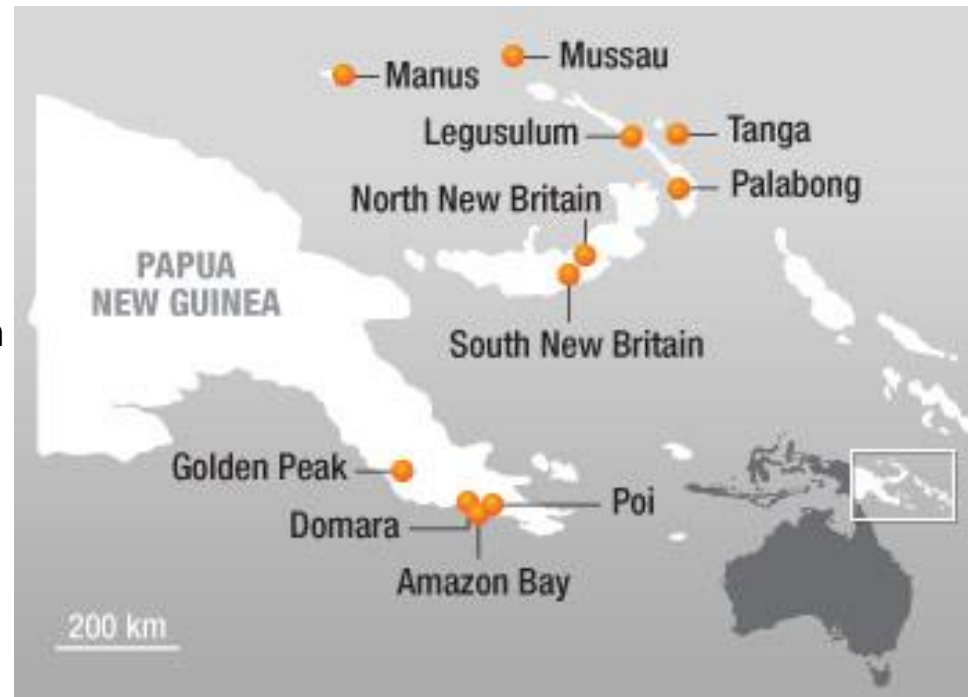 Mussau
Manus
Legusulum
Tanga
Palabong
North New Britain
PAPUA
NEW GUINEA
South New Britain
Golden Peak
Poi
Domara
Amazon Bay
200 km